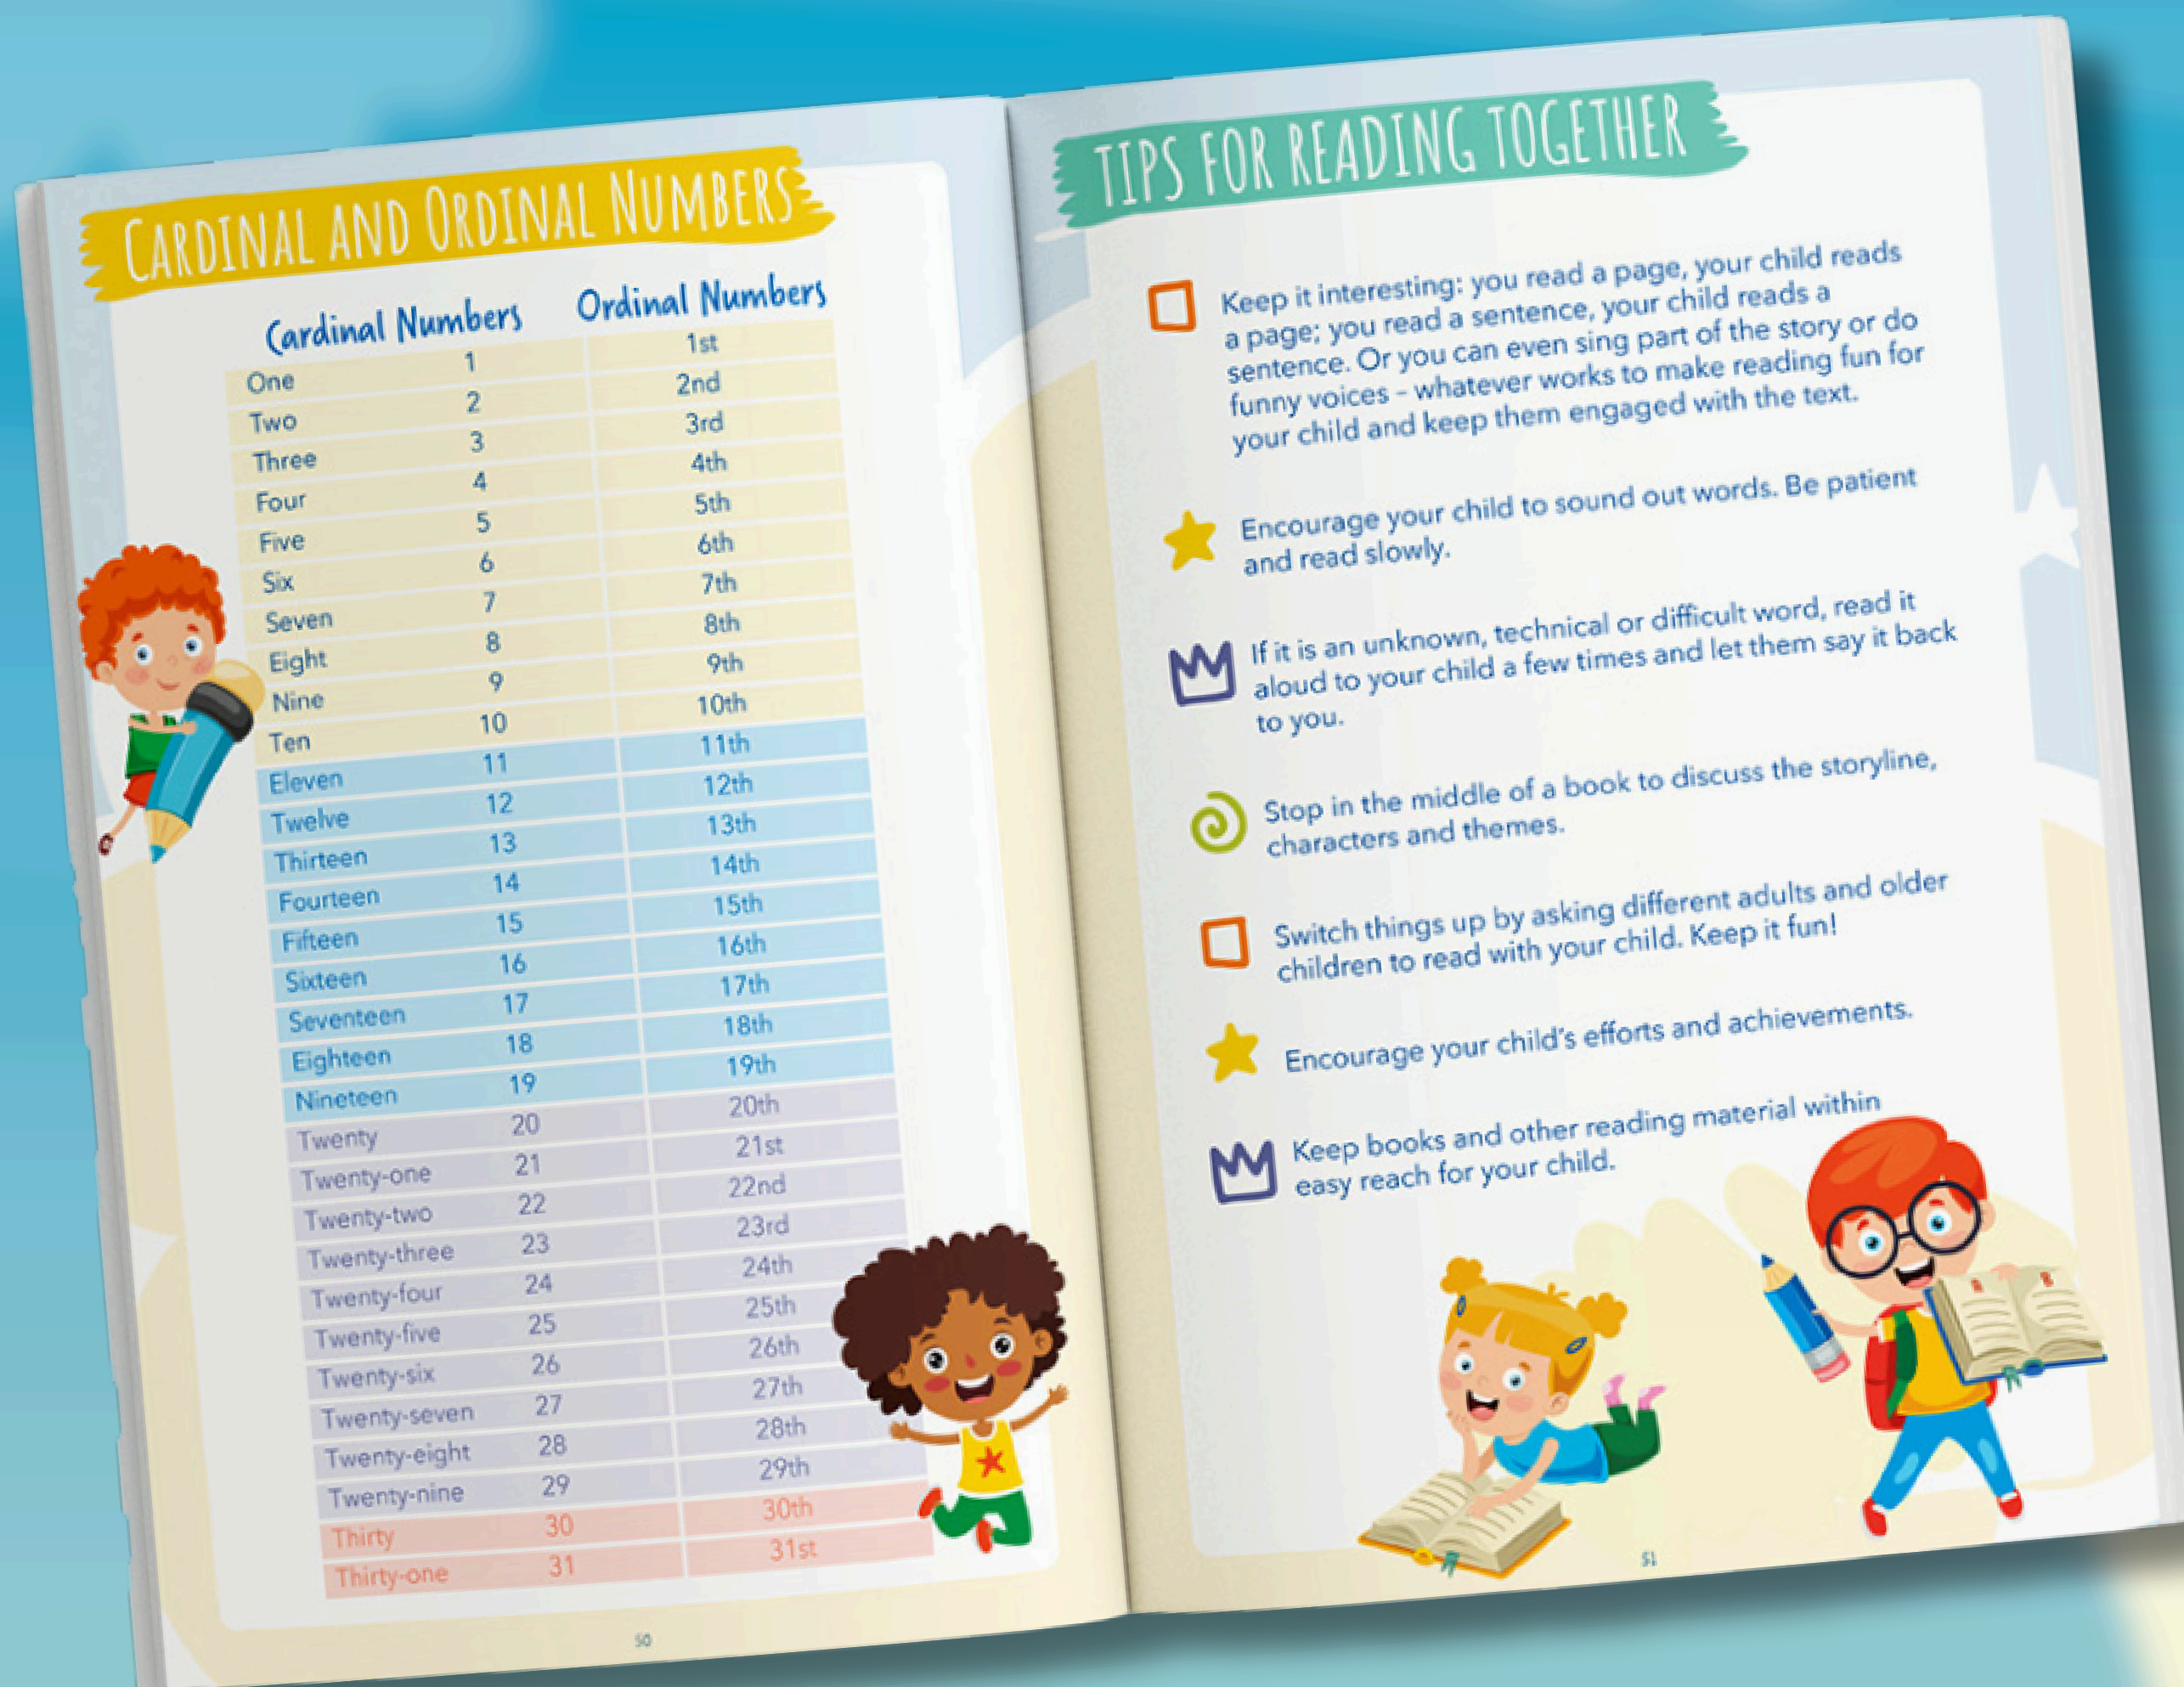 CARDINAL AND ORDINAL NUMBERS
Cardinal Numbers Ordinal Numbers
One 1 1st
Two 2 2nd
Three 3 3rd
Four 4 4th
Five 5 5th
Six 6 6th
Seven 7 7th
Eight 8 8th
Nine 9 9th
Ten 10 10th
Eleven 11 11th
Twelve 12 12th
Thirteen 13 13th
Fourteen 14 14th
Fifteen 15 15th
Sixteen 16 16th
Seventeen 17 17th
Eighteen 18 18th
Nineteen 19 19th
Twenty 20 20th
Twenty-one 21 21st
Twenty-two 22 22nd
Twenty-three 23 23rd
Twenty-four 24 24th
Twenty-five 25 25th
Twenty-six 26 26th
Twenty-seven 27 27th
Twenty-eight 28 28th
Twenty-nine 29 29th
Thirty 30 30th
Thirty-one 31 31st
50
TIPS FOR READING TOGETHER
Keep it interesting: you read a page, your child reads
a page; you read a sentence, your child reads a
sentence. Or you can even sing part of the story or do
funny voices – whatever works to make reading fun for
your child and keep them engaged with the text.
Encourage your child to sound out words. Be patient
and read slowly.
If it is an unknown, technical or difficult word, read it
aloud to your child a few times and let them say it back
to you.
Stop in the middle of a book to discuss the storyline,
characters and themes.
Switch things up by asking different adults and older
children to read with your child. Keep it fun!
Encourage your child's efforts and achievements.
Keep books and other reading material within
easy reach for your child.
A B
51